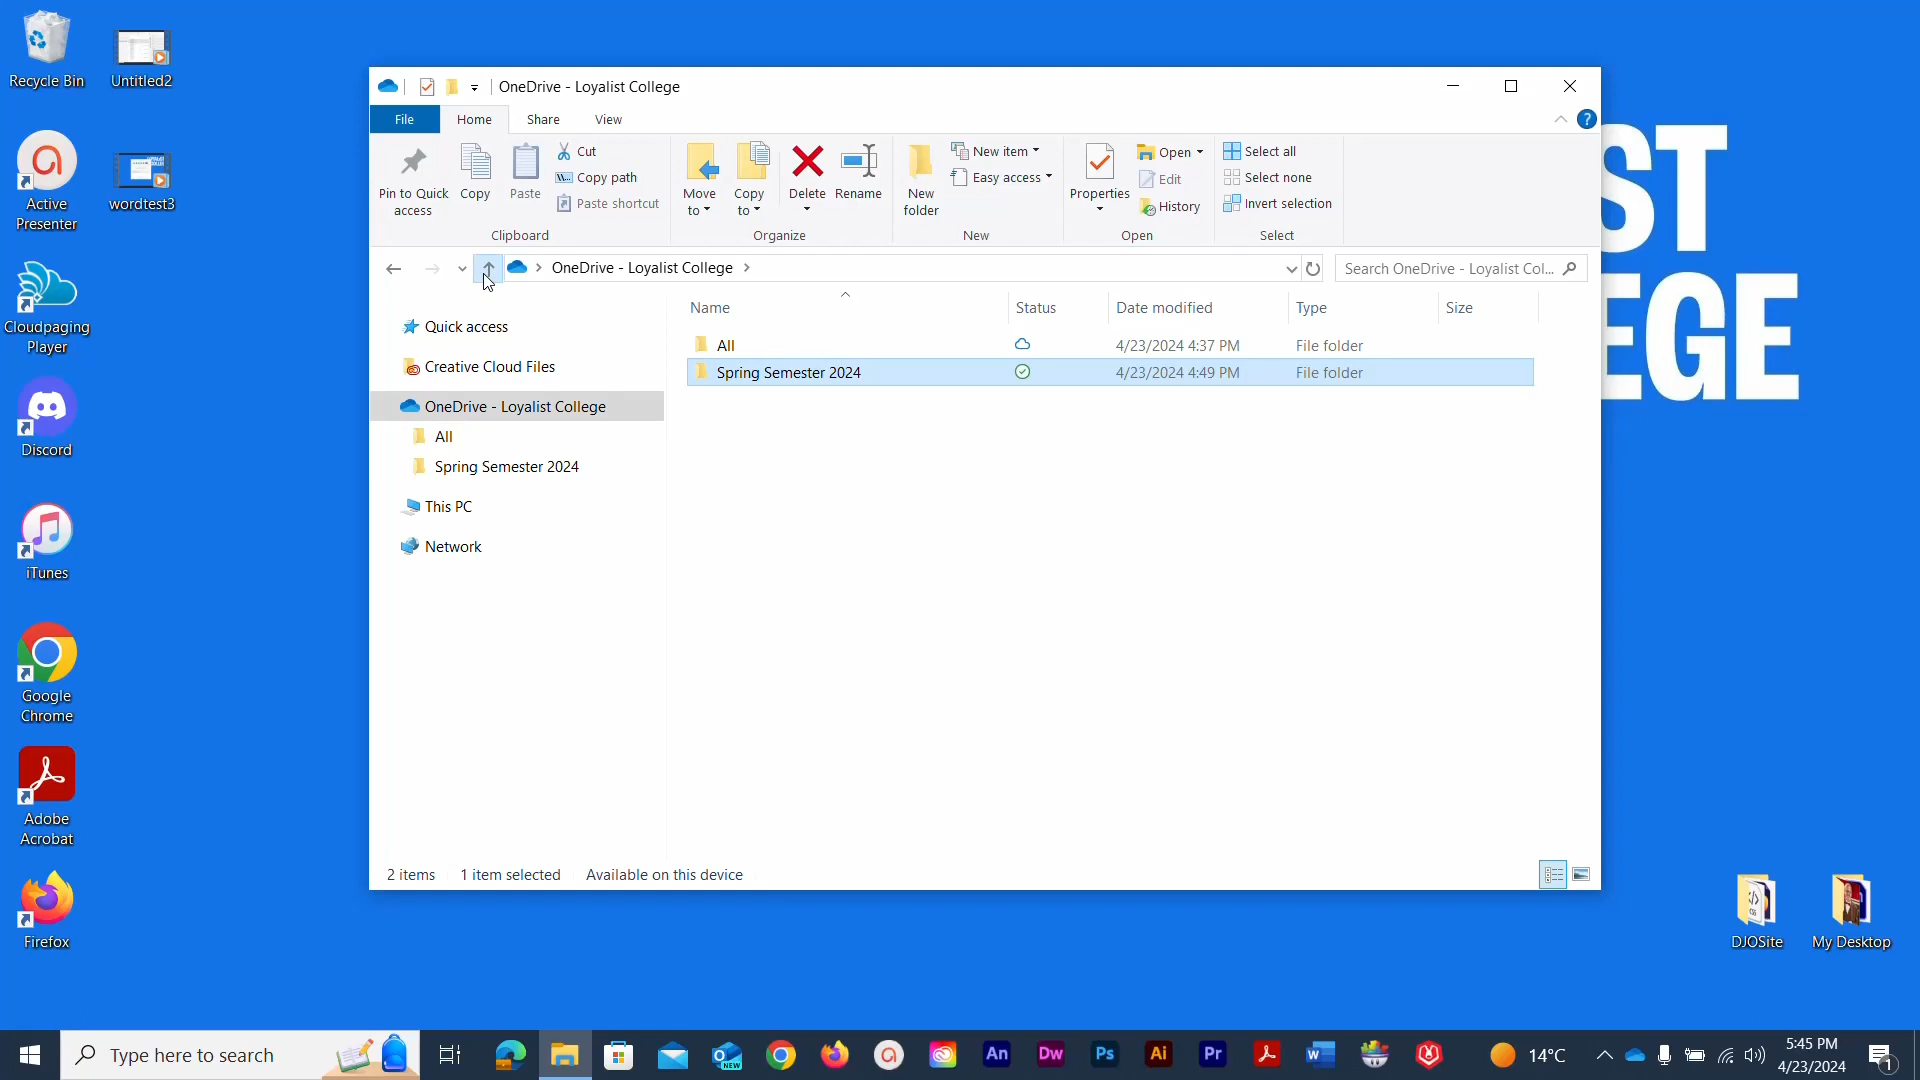 Recycle Bin
Untitled2
Active
Presenter
wordtest3
Cloudpaging
Player
Discord
iTunes
Google
Chrome
Adobe
Acrobat
Firefox
OneDrive - Loyalist College
File
Home
Share
View
?
Pin to Quick
access
Copy
Paste
Cut
Copy path
Paste shortcut
Clipboard
Move
to
Copy
to
Delete
Rename
Organize
New
folder
New item
Easy access
New
Properties
Open
Edit
History
Open
Select all
Select none
Invert selection
Select
OneDrive - Loyalist College
Search OneDrive - Loyalist Col...
Quick access
Creative Cloud Files
OneDrive - Loyalist College
All
Spring Semester 2024
This PC
Network
Name
Status
Date modified
Type
Size
All
4/23/2024 4:37 PM
File folder
Spring Semester 2024
4/23/2024 4:49 PM
File folder
2 items
1 item selected
Available on this device
ST
EGE
DJOSite
My Desktop
Type here to search
NEW
An
Dw
Ps
Ai
Pr
W
14°C
5:45 PM
4/23/2024
1